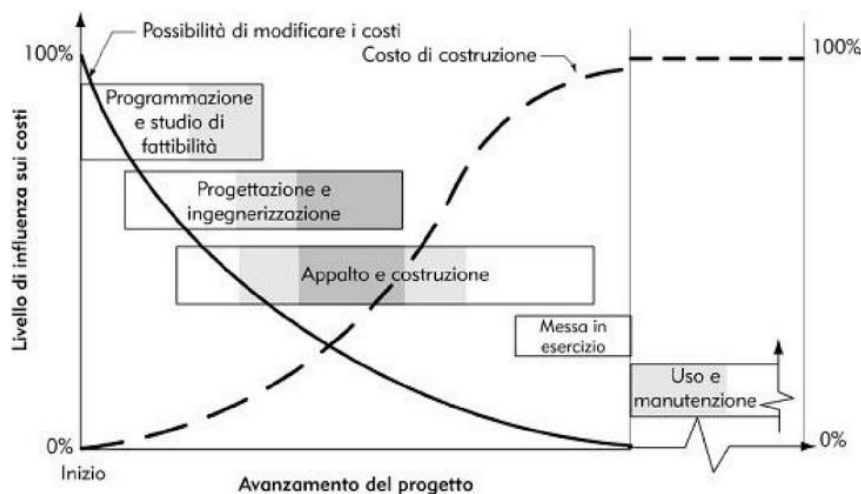 Possibilità di modificare i costi
100%
Costo di costruzione
100%
Programmazione
e studio di
fattibilità
Progettazione e
ingegnerizzazione
Appalto e costruzione
Messa in
esercizio
Uso e
manutenzione
Livello di influenza sui costi
0%
0%
Inizio
Avanzamento del progetto